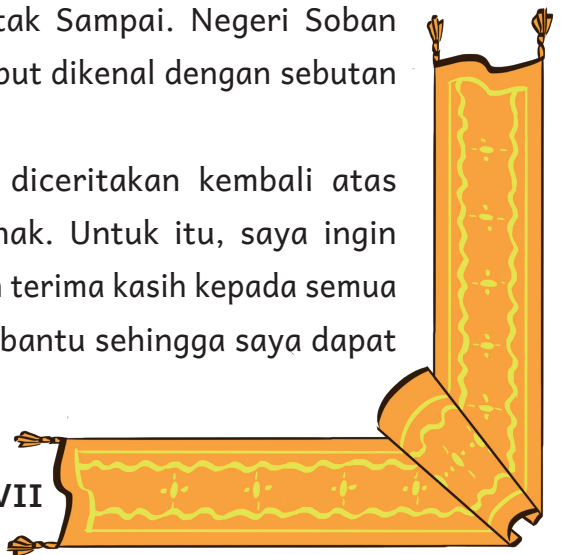 tak Sampai. Negeri Soban
but dikenal dengan sebutan
diceritakan kembali atas
nak. Untuk itu, saya ingin
terima kasih kepada semua
bantu sehingga saya dapat
VII